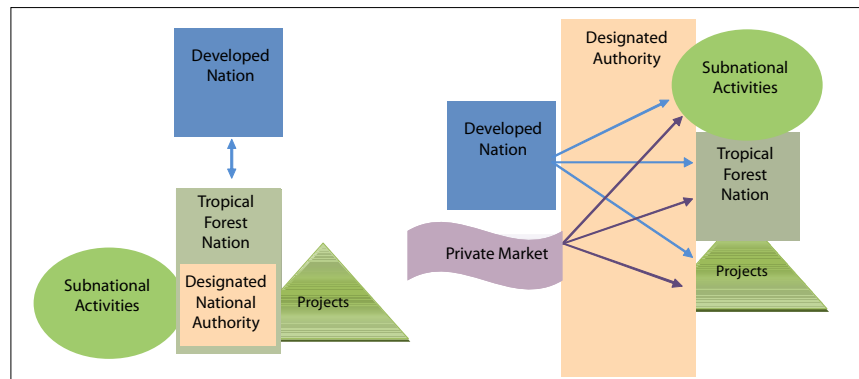 Developed
Nation
Tropical
Forest
Nation
Subnational
Activities
Designated
National
Authority
Projects
Designated
Authority
Subnational
Activities
Developed
Nation
Tropical
Forest
Nation
Private Market
Projects